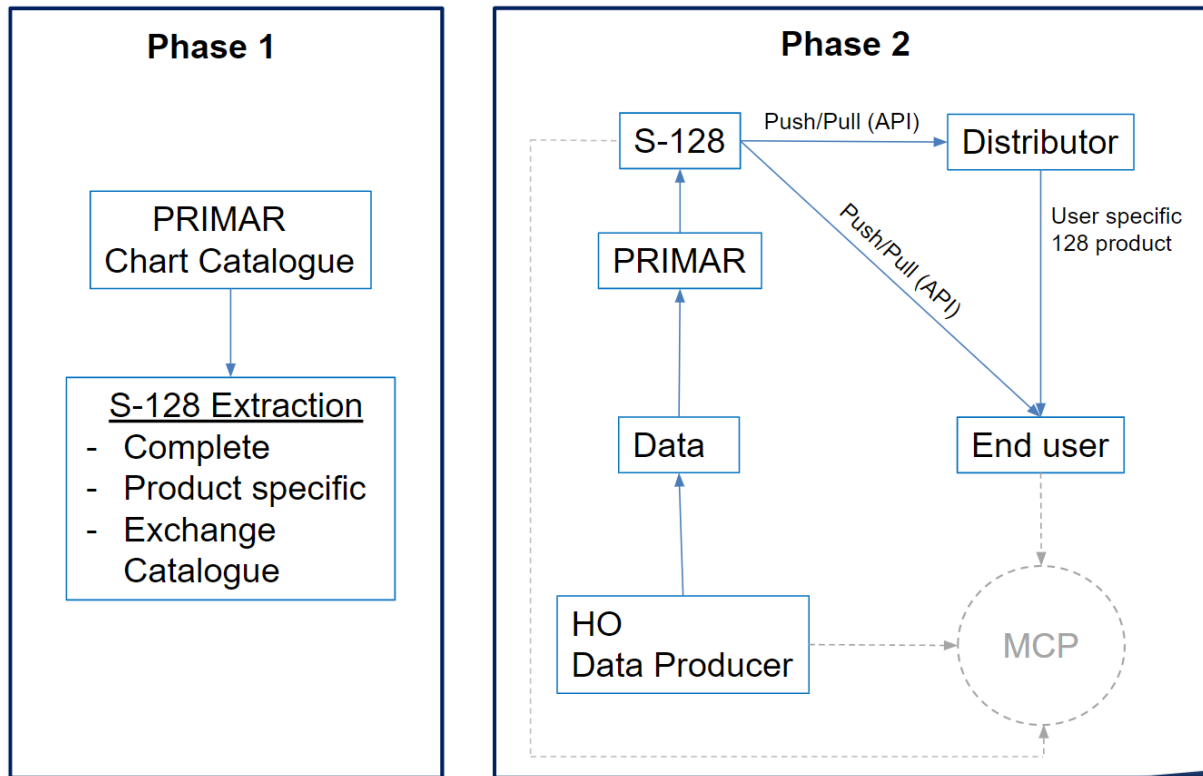 Phase 1
PRIMAR
Chart Catalogue
S-128 Extraction
- Complete
- Product specific
- Exchange
Catalogue
Phase 2
S-128
Push/Pull (API)
Distributor
Push/Pull (API)
User specific
128 product
PRIMAR
Data
End user
HO
Data Producer
MCP